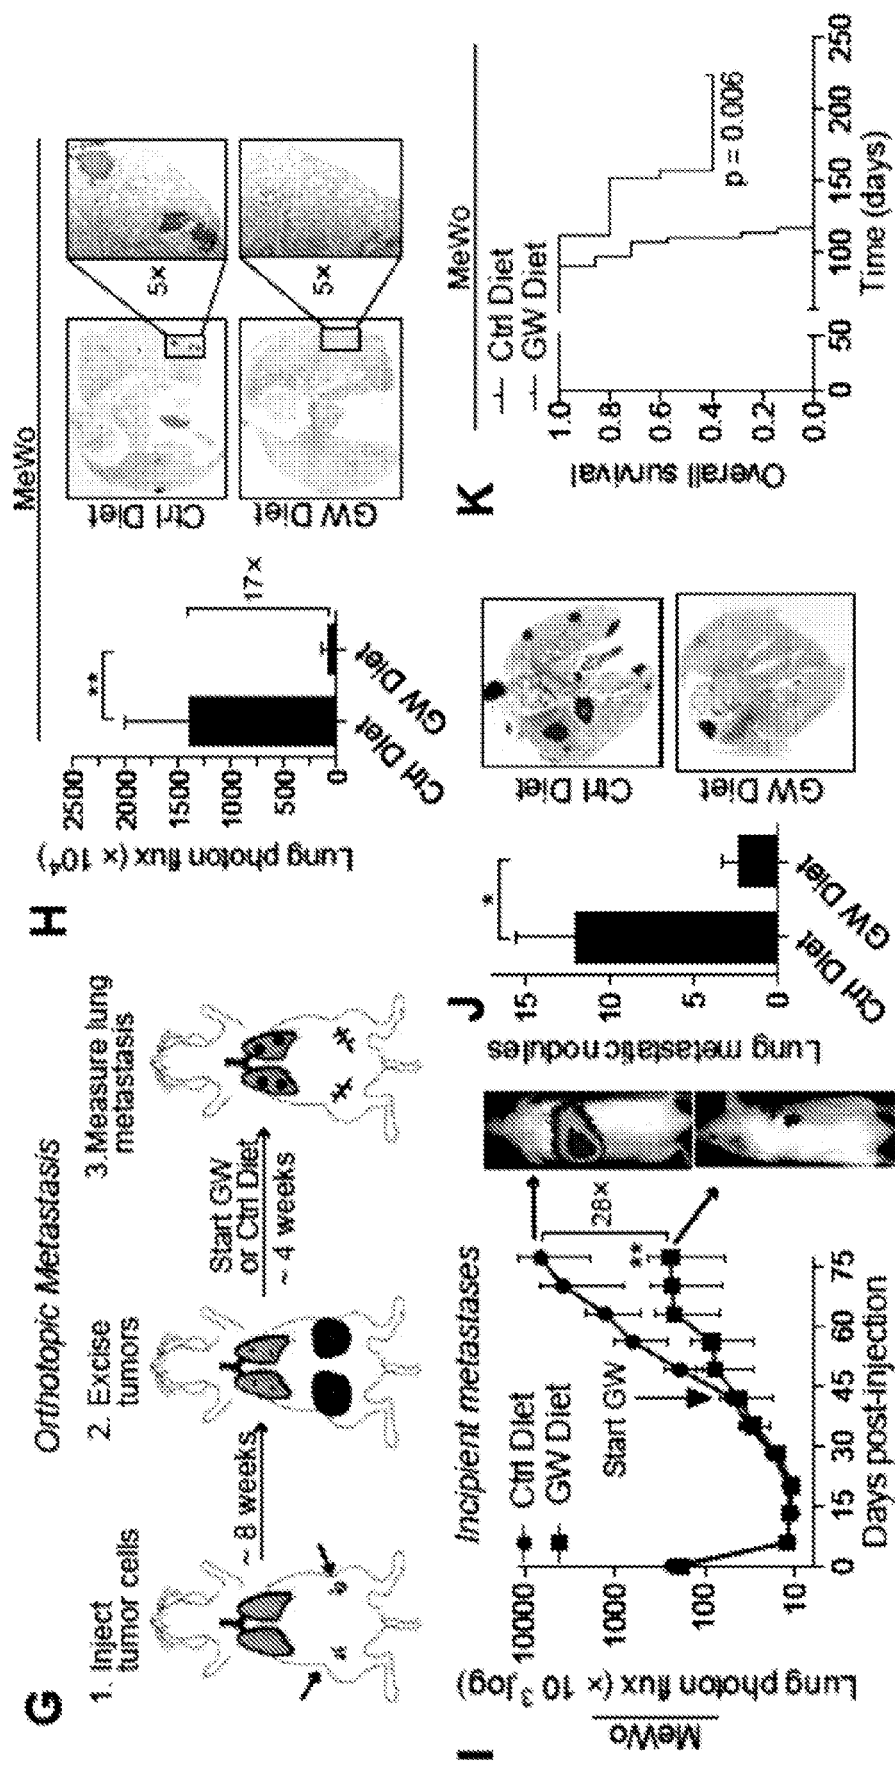 G
Orthotopic Metastasis
1. Inject
tumor cells
~ 8 weeks
2. Excise
tumors
Start GW
or Ctrl Diet
~ 4 weeks
3.Measure lung
metastasis
H
MeWo
Lung photon flux (× 10⁴)
2500
2000
1500
1000
500
0
**
17×
Ctrl Diet
GW Diet
Ctrl Diet
5×
GW Diet
5×
I
Incipient metastases
MeWo
Lung photon flux (× 10⁻³,log)
10000
1000
100
10
Ctrl Diet
GW Diet
Start GW
**
28×
0 15 30 45 60 75
Days post-injection
J
Lung metastatic nodules
15
10
5
0
*
Ctrl Diet
GW Diet
Ctrl Diet
GW Diet
K
MeWo
Ctrl Diet
GW Diet
Overall survival
1.0
0.8
0.6
0.4
0.2
0.0
p = 0.006
0 50 100 150 200 250
Time (days)